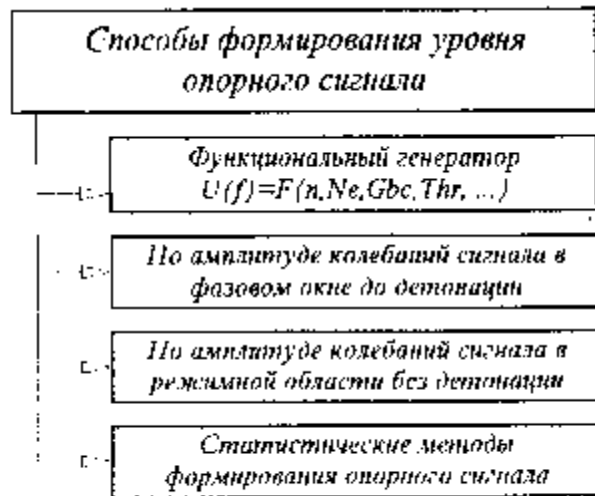 Способы формирования уровня
опорного сигнала
Функциональный генератор
U(f)=F(n,Ne,Gbc,Thr, ...)
По амплитуде колебаний сигнала в
фазовом окне до детонации
По амплитуде колебаний сигнала в
режимной области без детонации
Статистические методы
формирования опорного сигнала